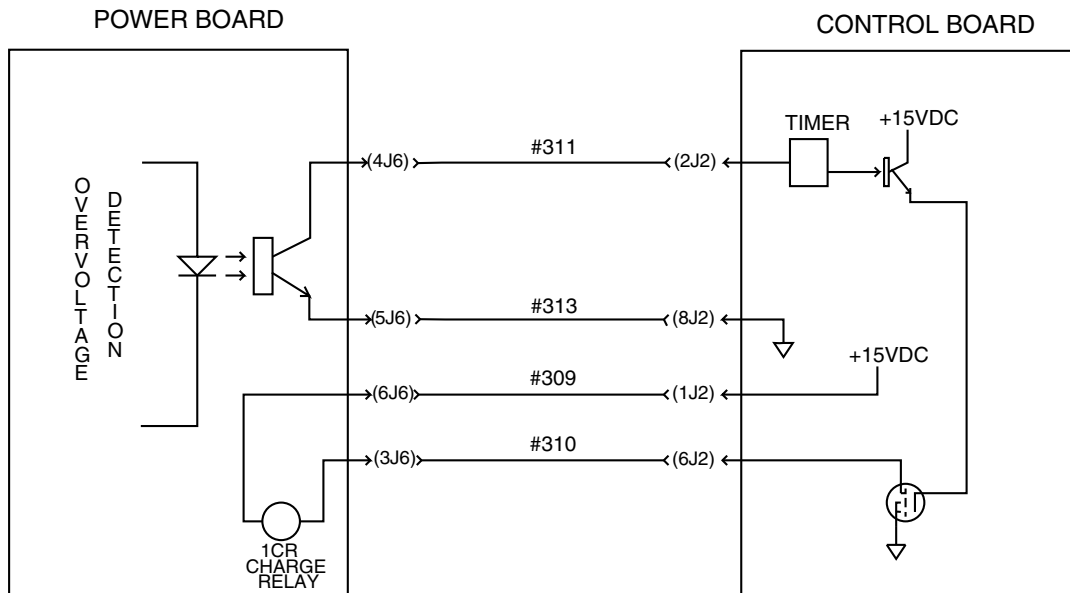 POWER BOARD
CONTROL BOARD
TIMER
+15VDC
(4J6)
#311
(2J2)
OVERVOLTAGE
DETECTION
(5J6)
#313
(8J2)
+15VDC
(6J6)
#309
(1J2)
(3J6)
#310
(6J2)
1CR
CHARGE
RELAY